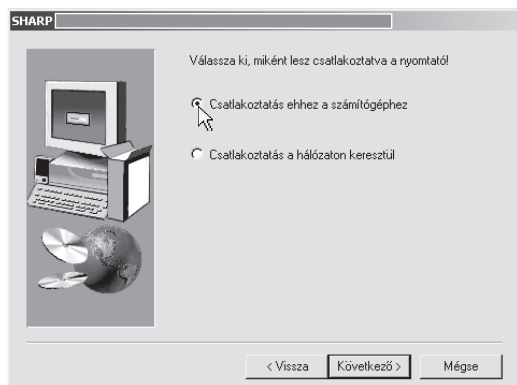 SHARP
Válassza ki, miként lesz csatlakoztatva a nyomtató!
Csatlakoztatás ehhez a számítógéphez
Csatlakoztatás a hálózaton keresztül
< Vissza
Következő >
Mégse